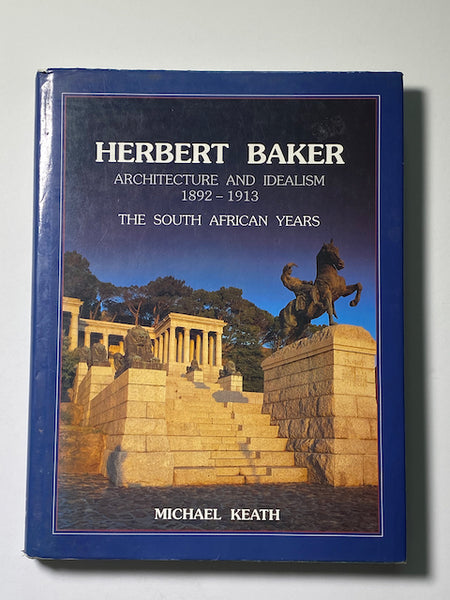 HERBERT BAKER
ARCHITECTURE AND IDEALISM
1892 – 1913
THE SOUTH AFRICAN YEARS
MICHAEL KEATH